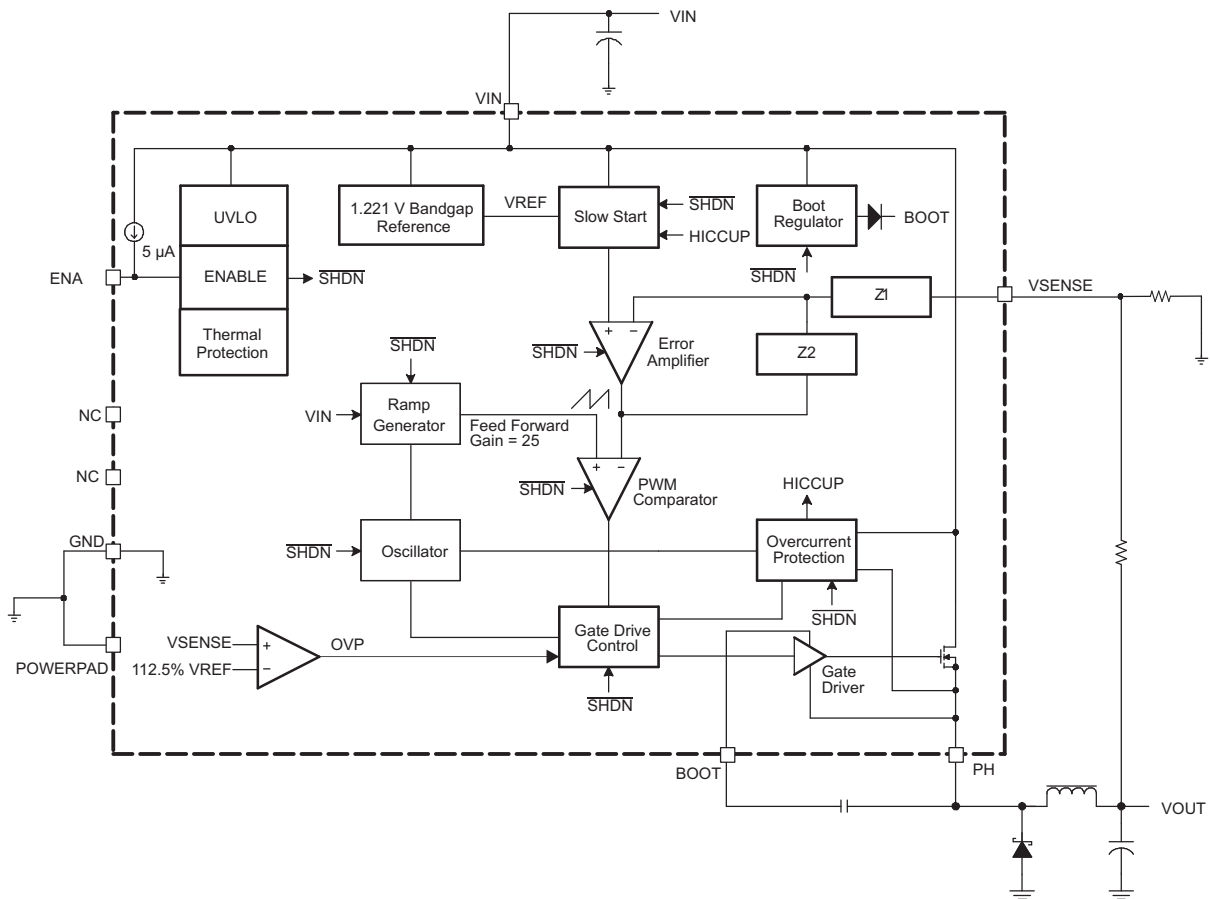 VIN
VIN
UVLO
1.221 V Bandgap
Reference
VREF
Slow Start
SHDN
HICCUP
Boot
Regulator
BOOT
5 µA
ENA
ENABLE
SHDN
SHDN
Z1
VSENSE
Thermal
Protection
SHDN
SHDN
+ −
Error
Amplifier
Z2
NC
VIN
Ramp
Generator
Feed Forward
Gain = 25
NC
SHDN
+ −
PWM
Comparator
HICCUP
GND
SHDN
Oscillator
Overcurrent
Protection
SHDN
POWERPAD
VSENSE
+
112.5% VREF
−
OVP
Gate Drive
Control
SHDN
Gate
Driver
BOOT
PH
VOUT